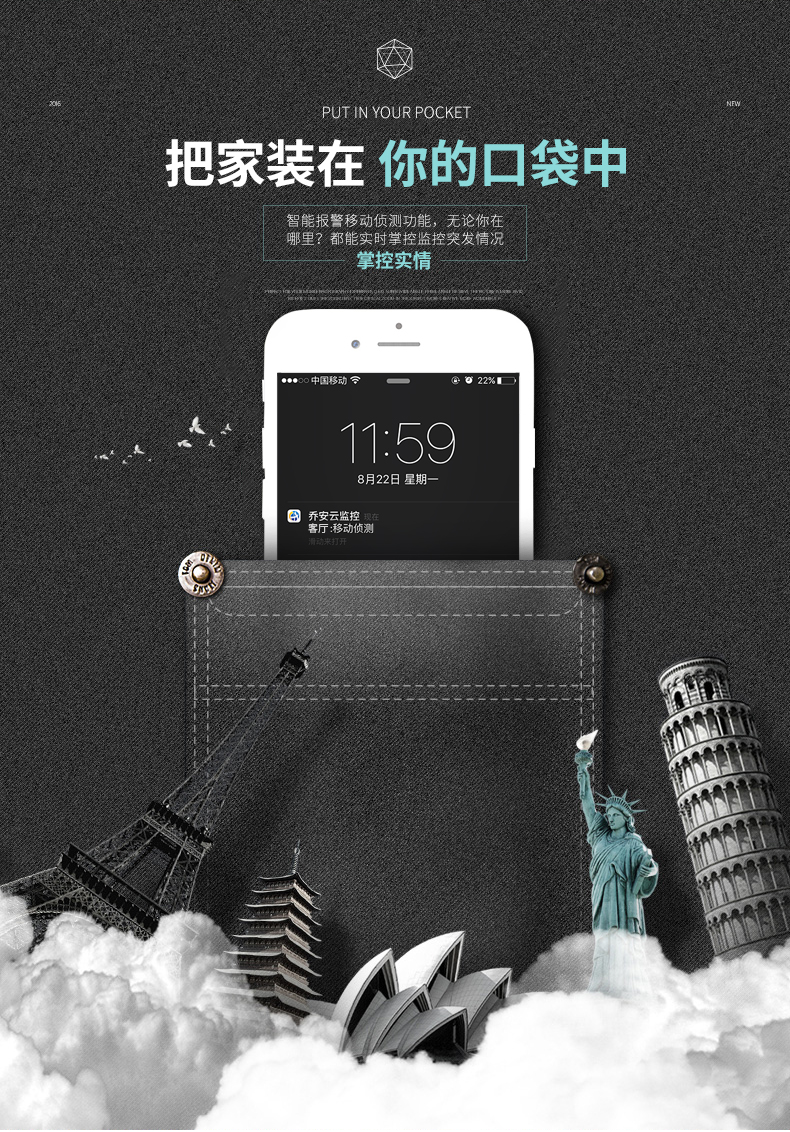 2016
NEW
PUT IN YOUR POCKET
把家装在 你的口袋中
智能报警移动侦测功能，无论你在
哪里？都能实时掌控监控突发情况
掌控实情
中国移动
22%
11:59
8月22日 星期一
乔安云监控 现在
客厅:移动侦测
滑动来打开